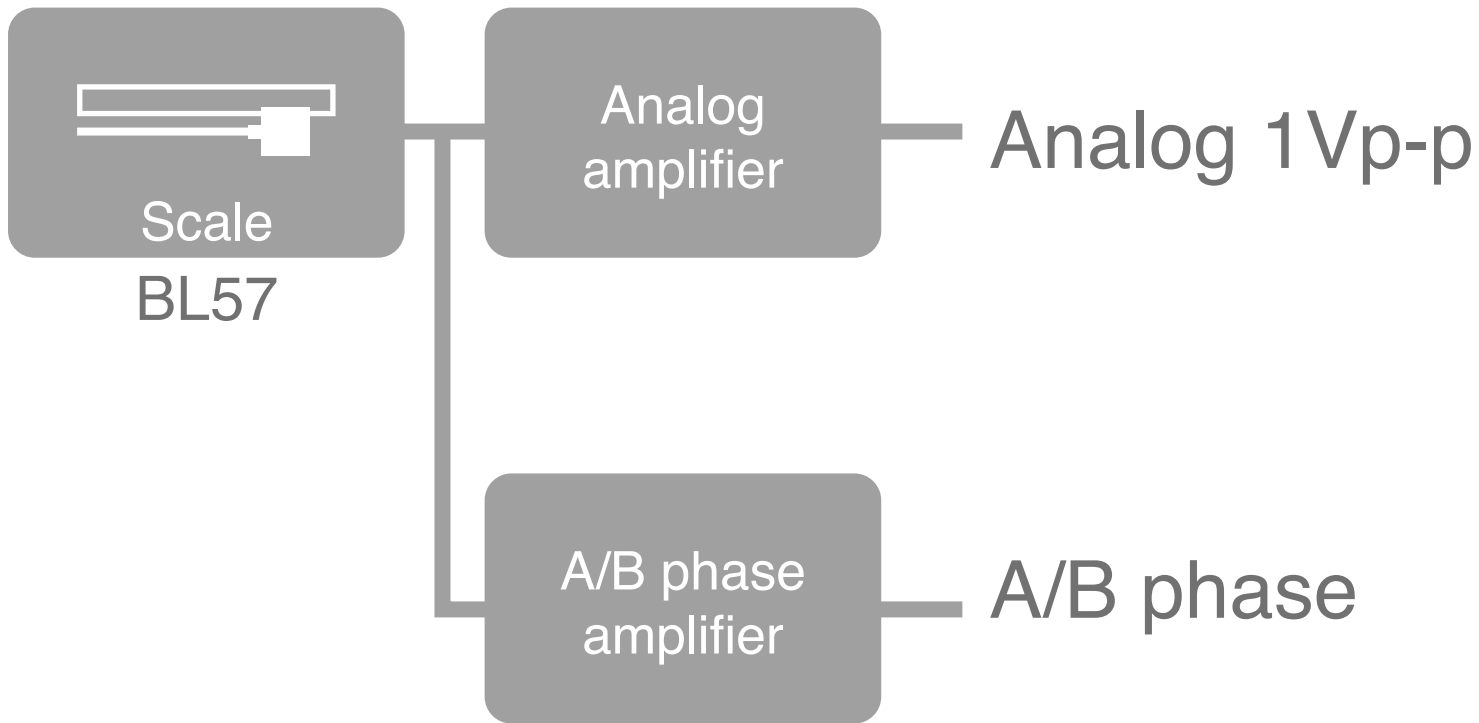 Scale
BL57
Analog
amplifier
Analog 1Vp-p
A/B phase
amplifier
A/B phase